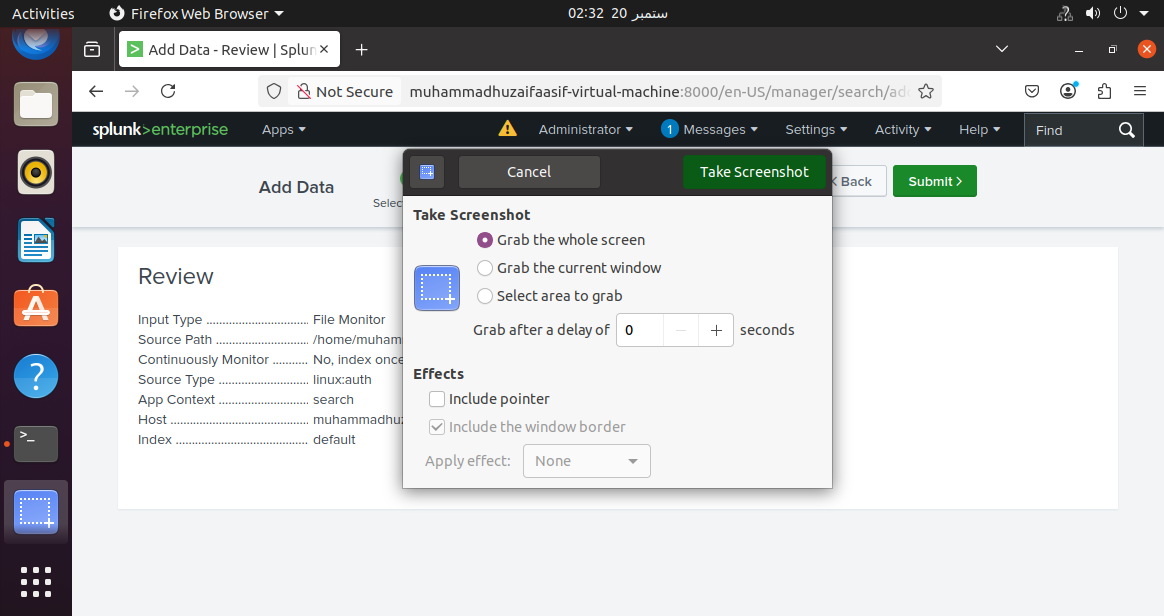 Activities Firefox Web Browser 02:32 20 ستمبر
Add Data - Review | Splun
Not Secure muhammadhuzaifaasif-virtual-machine:8000/en-US/manager/search/ad
splunk>enterprise Apps Administrator 1 Messages Settings Activity Help Find
Cancel Take Screenshot
Add Data Back Submit >
Selec
Take Screenshot
Grab the whole screen
Grab the current window
Select area to grab
Grab after a delay of 0 seconds
Effects
Include pointer
Include the window border
Apply effect: None
Review
Input Type ................................. File Monitor
Source Path .............................. /home/muham
Continuously Monitor ........... No, index once
Source Type ............................. linux:auth
App Context ............................. search
Host ............................................ muhammadhuz
Index .......................................... default